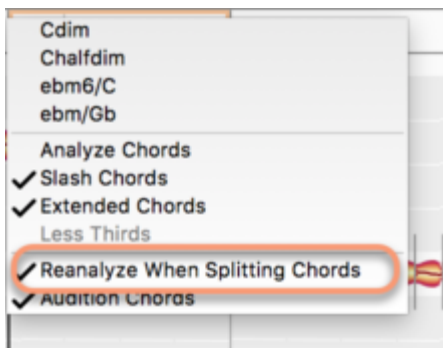 Cdim
Chalfdim
ebm6/C
ebm/Gb
Analyze Chords
Slash Chords
Extended Chords
Less Thirds
Reanalyze When Splitting Chords
Audition Chords